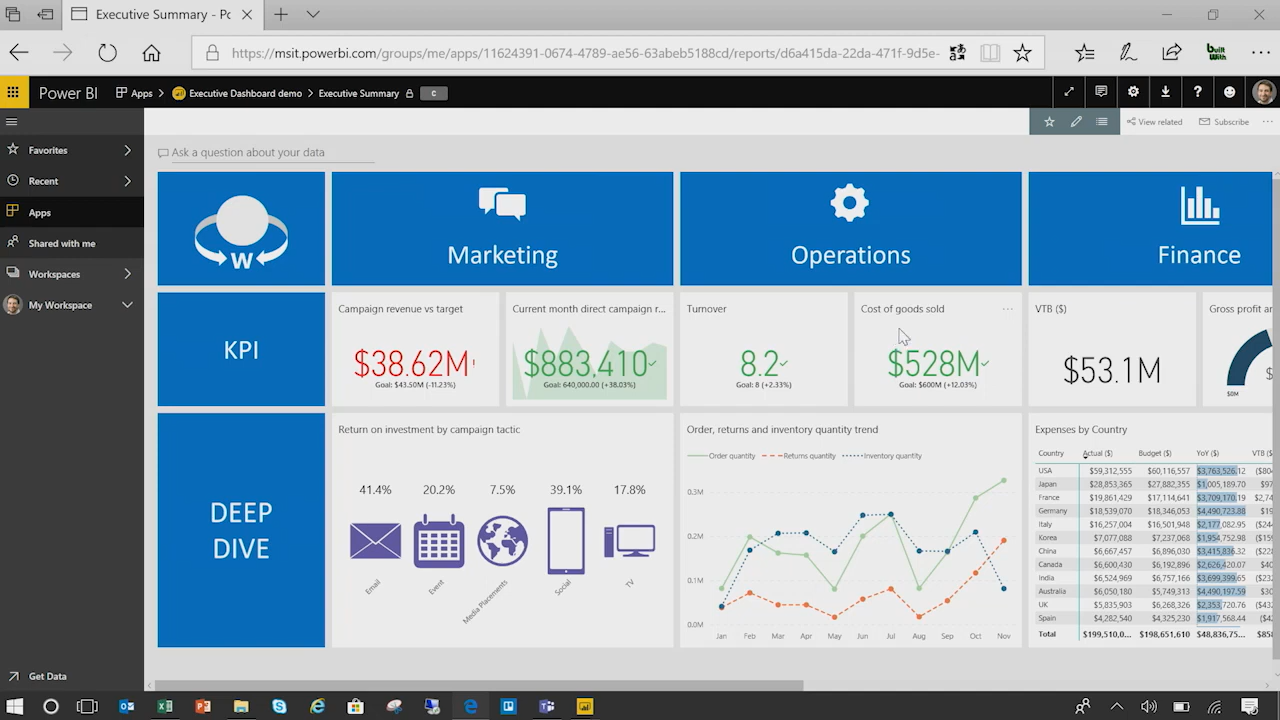 Executive Summary - Pc
https://msit.powerbi.com/groups/me/apps/11624391-0674-4789-ae56-63abeb5188cd/reports/d6a415da-22da-471f-9d5e-
Power BI Apps > Executive Dashboard demo > Executive Summary C
View related Subscribe ...
Favorites
Recent
Apps
Shared with me
Workspaces
My Workspace
Get Data
Ask a question about your data
W
Marketing
Operations
Finance
KPI
Campaign revenue vs target
$38.62M!
Goal: $43.50M (-11.23%)
Current month direct campaign r...
$883,410
Goal: 640,000.00 (+38.03%)
Turnover
8.2
Goal: 8 (+2.33%)
Cost of goods sold ...
$528M
Goal: $600M (+12.03%)
VTB ($)
$53.1M
Gross profit ar
$
$0M
DEEP
DIVE
Return on investment by campaign tactic
41.4% 20.2% 7.5% 39.1% 17.8%
Email Event Media Placements Social TV
Order, returns and inventory quantity trend
Order quantity Returns quantity Inventory quantity
0.3M
0.2M
0.1M
0.0M
Jan Feb Mar Apr May Jun Jul Aug Sep Oct Nov
Expenses by Country
Country Actual ($) Budget ($) YoY ($) VTB ($)
USA $59,312,555 $60,116,557 $3,763,526.12 ($80
Japan $28,853,365 $27,882,355 $1,005,189.70 $97
France $19,861,429 $17,114,641 $3,709,170.19 $2,74
Germany $18,539,070 $18,346,053 $4,490,723.88 $19
Italy $16,257,004 $16,501,948 $2,177,082.95 ($24
Korea $7,077,088 $7,237,068 $1,954,752.98 ($15
China $6,667,457 $6,896,030 $3,415,836.32 ($22
Canada $6,600,430 $6,192,896 $2,626,420.07 $40
India $6,524,969 $6,757,166 $3,699,399.65 ($23
Australia $6,050,180 $5,749,313 $4,490,197.59 $30
UK $5,835,903 $6,268,326 $2,353,720.76 ($43
Spain $4,282,540 $4,325,230 $1,917,568.44 ($4
Total $199,510,0... $198,651,610 $48,836,75... $85